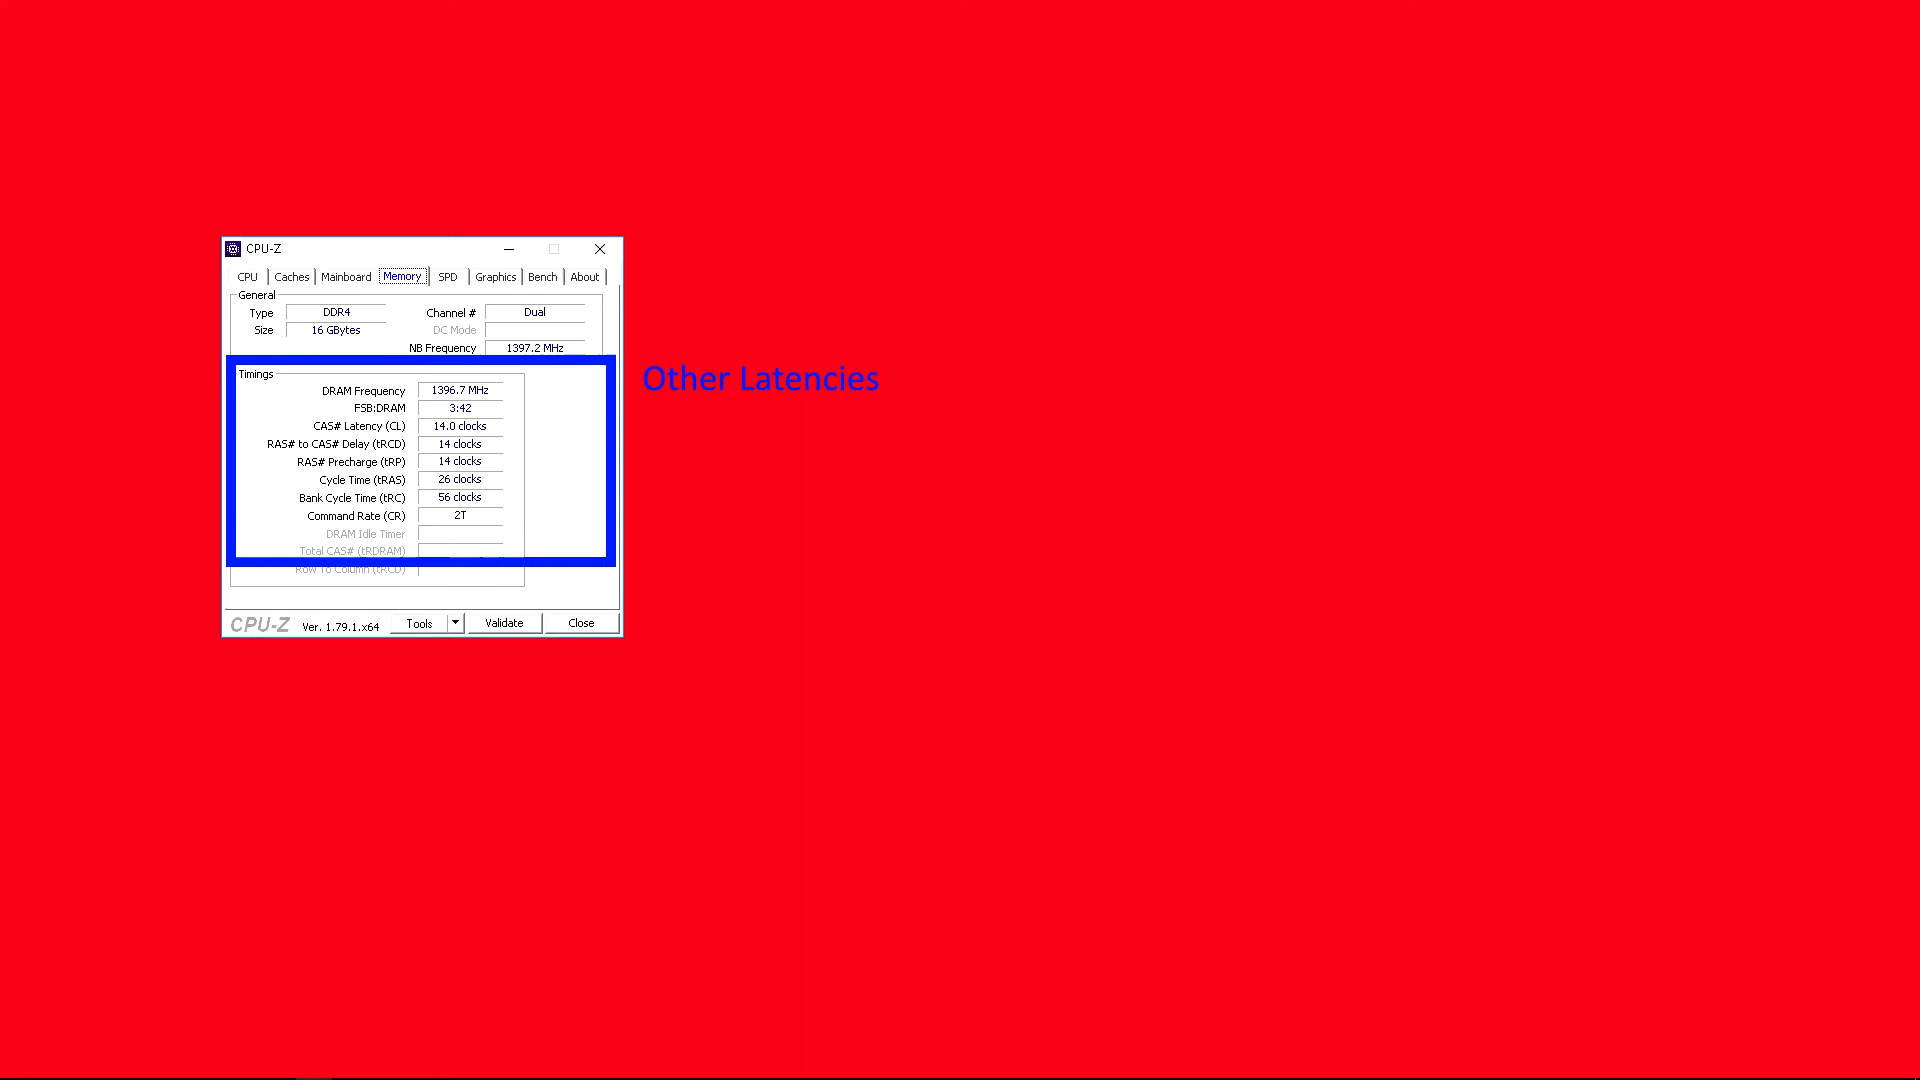 CPU-Z
CPU Caches Mainboard Memory SPD Graphics Bench About
General
Type DDR4 Channel # Dual
Size 16 GBytes DC Mode
NB Frequency 1397.2 MHz
Timings
Other Latencies
DRAM Frequency 1396.7 MHz
FSB:DRAM 3:42
CAS# Latency (CL) 14.0 clocks
RAS# to CAS# Delay (tRCD) 14 clocks
RAS# Precharge (tRP) 14 clocks
Cycle Time (tRAS) 26 clocks
Bank Cycle Time (tRC) 56 clocks
Command Rate (CR) 2T
DRAM Idle Timer
Total CAS# (tRDRAM)
Row To Column (tRCD)
CPU-Z Ver. 1.79.1.x64 Tools Validate Close